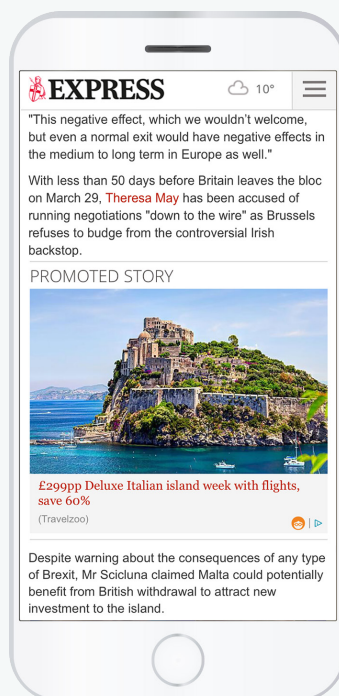 EXPRESS
10°
"This negative effect, which we wouldn't welcome,
but even a normal exit would have negative effects in
the medium to long term in Europe as well."
With less than 50 days before Britain leaves the bloc
on March 29, Theresa May has been accused of
running negotiations "down to the wire" as Brussels
refuses to budge from the controversial Irish
backstop.
PROMOTED STORY
£299pp Deluxe Italian island week with flights,
save 60%
(Travelzoo)
Despite warning about the consequences of any type
of Brexit, Mr Scicluna claimed Malta could potentially
benefit from British withdrawal to attract new
investment to the island.